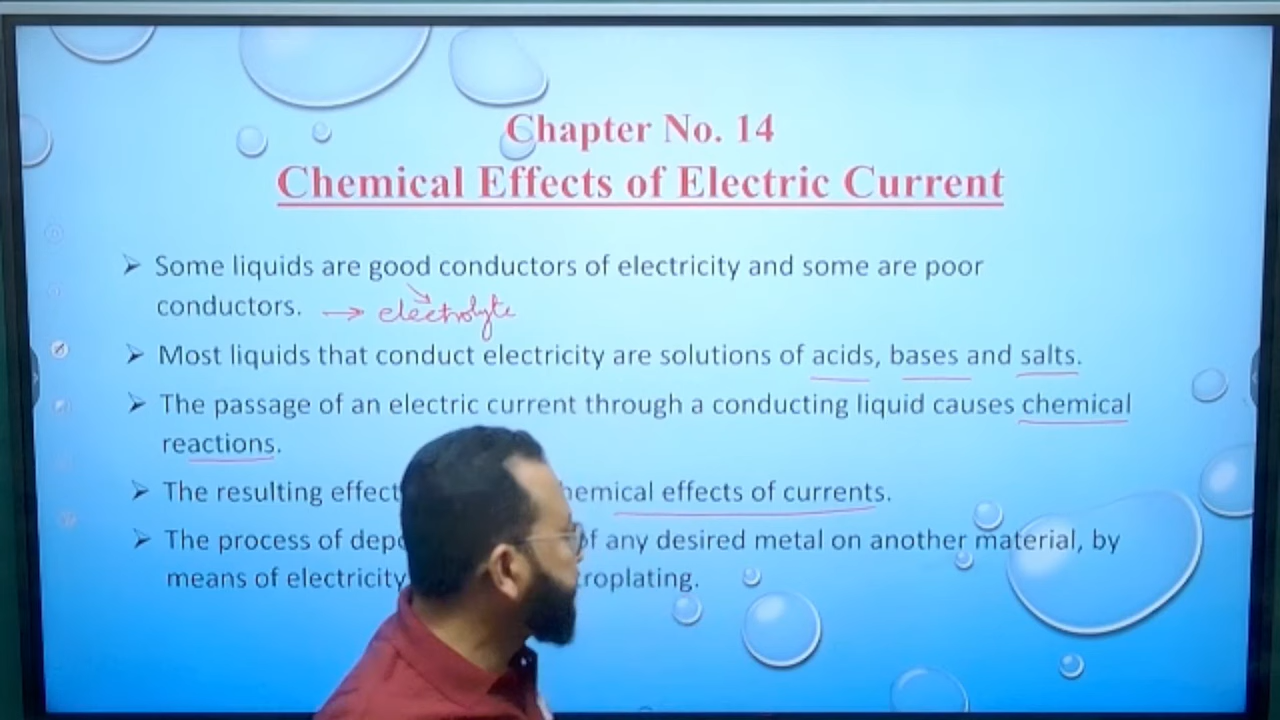 Chapter No. 14
Chemical Effects of Electric Current
➢ Some liquids are good conductors of electricity and some are poor
conductors. → electrolyte
➢ Most liquids that conduct electricity are solutions of acids, bases and salts.
➢ The passage of an electric current through a conducting liquid causes chemical
reactions.
➢ The resulting effect hemical effects of currents.
➢ The process of depo of any desired metal on another material, by
means of electricity troplating.